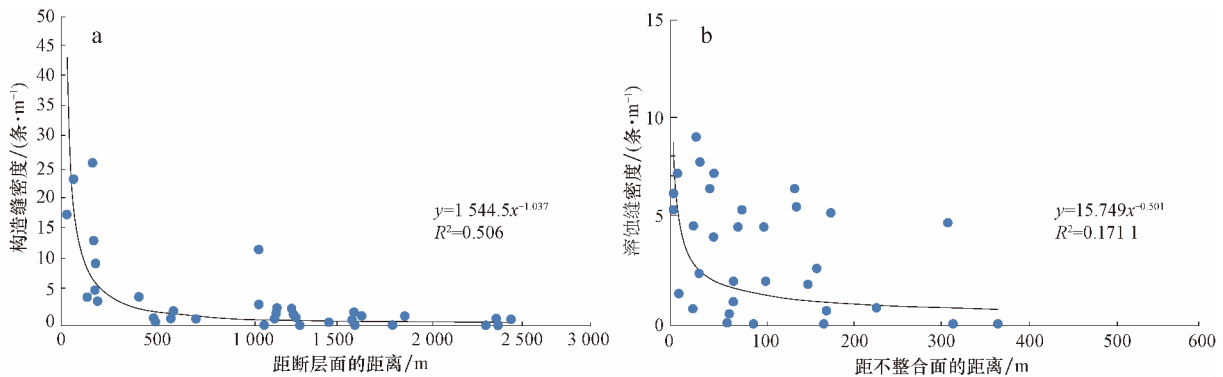 a
50
45
40
35
30
25
20
15
10
5
0
构造缝密度/(条·m⁻¹)
y=1 544.5x⁻¹·⁰³⁷
R²=0.506
0 500 1 000 1 500 2 000 2 500 3 000
距断层面的距离/m
b
15
10
5
0
溶蚀缝密度/(条·m⁻¹)
y=15.749x⁻⁰·⁵⁰¹
R²=0.171 1
0 100 200 300 400 500 600
距不整合面的距离/m